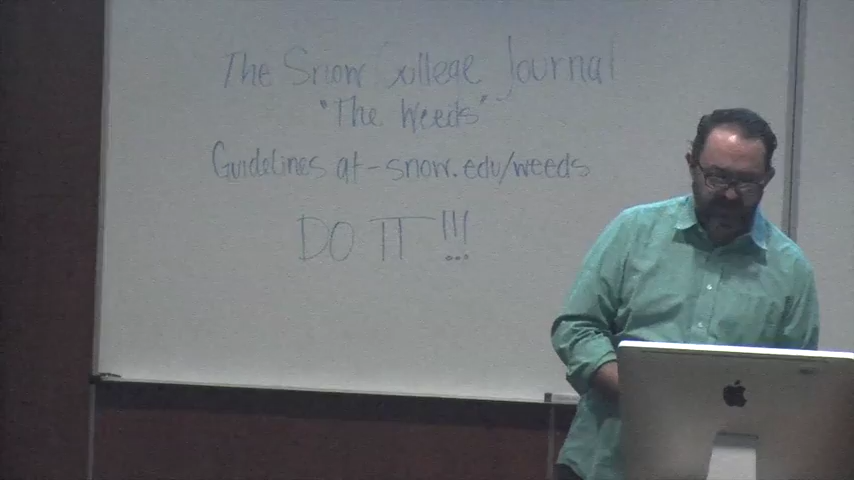 The Snow College Journal
"The Weeds"
Guidelines at - snow.edu/weeds
DO IT !!!